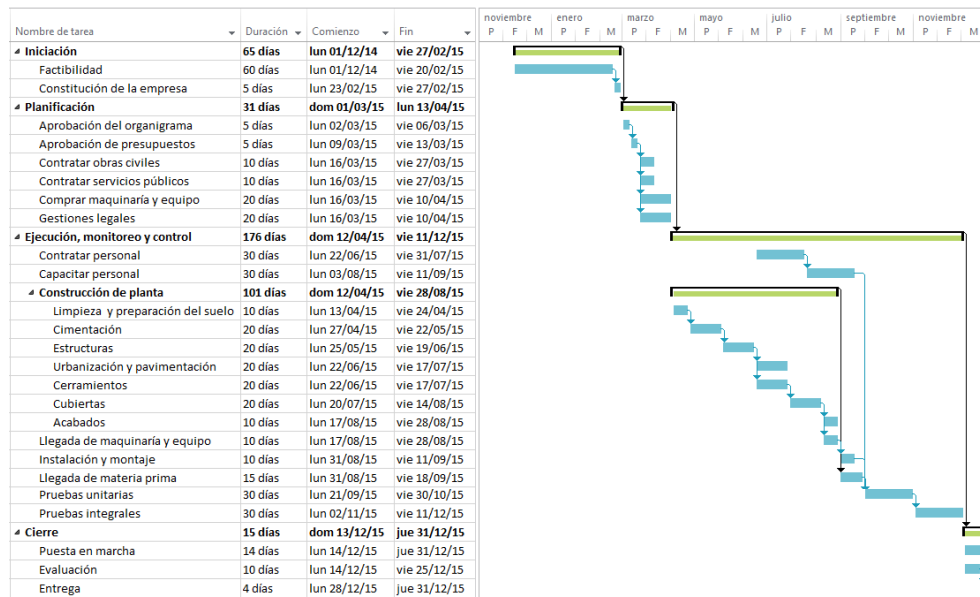 noviembre enero marzo mayo julio septiembre noviembre
Nombre de tarea Duración Comienzo Fin P F M P F M P F M P F M P F M P F M P F M
Iniciación 65 días lun 01/12/14 vie 27/02/15
Factibilidad 60 días lun 01/12/14 vie 20/02/15
Constitución de la empresa 5 días lun 23/02/15 vie 27/02/15
Planificación 31 días dom 01/03/15 lun 13/04/15
Aprobación del organigrama 5 días lun 02/03/15 vie 06/03/15
Aprobación de presupuestos 5 días lun 09/03/15 vie 13/03/15
Contratar obras civiles 10 días lun 16/03/15 vie 27/03/15
Contratar servicios públicos 10 días lun 16/03/15 vie 27/03/15
Comprar maquinaría y equipo 20 días lun 16/03/15 vie 10/04/15
Gestiones legales 20 días lun 16/03/15 vie 10/04/15
Ejecución, monitoreo y control 176 días dom 12/04/15 vie 11/12/15
Contratar personal 30 días lun 22/06/15 vie 31/07/15
Capacitar personal 30 días lun 03/08/15 vie 11/09/15
Construcción de planta 101 días dom 12/04/15 vie 28/08/15
Limpieza y preparación del suelo 10 días lun 13/04/15 vie 24/04/15
Cimentación 20 días lun 27/04/15 vie 22/05/15
Estructuras 20 días lun 25/05/15 vie 19/06/15
Urbanización y pavimentación 20 días lun 22/06/15 vie 17/07/15
Cerramientos 20 días lun 22/06/15 vie 17/07/15
Cubiertas 20 días lun 20/07/15 vie 14/08/15
Acabados 10 días lun 17/08/15 vie 28/08/15
Llegada de maquinaría y equipo 10 días lun 17/08/15 vie 28/08/15
Instalación y montaje 10 días lun 31/08/15 vie 11/09/15
Llegada de materia prima 15 días lun 31/08/15 vie 18/09/15
Pruebas unitarias 30 días lun 21/09/15 vie 30/10/15
Pruebas integrales 30 días lun 02/11/15 vie 11/12/15
Cierre 15 días dom 13/12/15 jue 31/12/15
Puesta en marcha 14 días lun 14/12/15 jue 31/12/15
Evaluación 10 días lun 14/12/15 vie 25/12/15
Entrega 4 días lun 28/12/15 jue 31/12/15